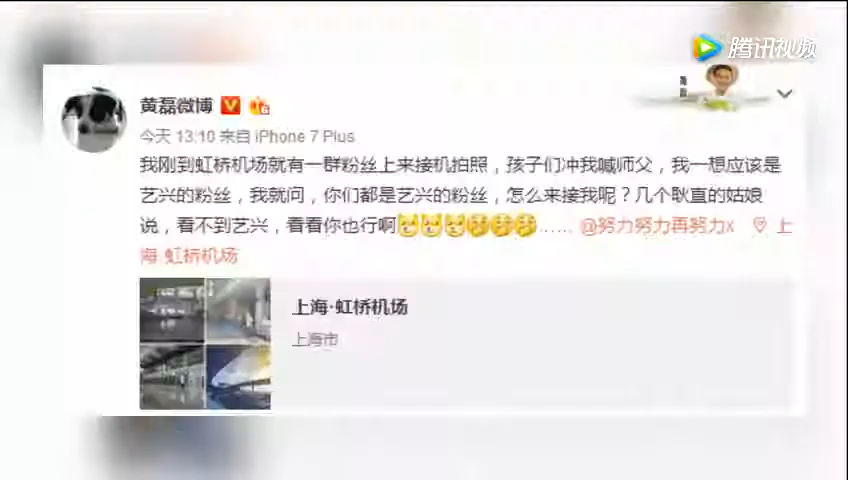 腾讯视频
黄磊微博
今天 13:10 来自 iPhone 7 Plus
我刚到虹桥机场就有一群粉丝上来接机拍照，孩子们冲我喊师父，我一想应该是
艺兴的粉丝，我就问，你们都是艺兴的粉丝，怎么来接我呢？几个耿直的姑娘
说，看不到艺兴，看看你也行啊…… @努力努力再努力x 上
海·虹桥机场
上海·虹桥机场
上海市